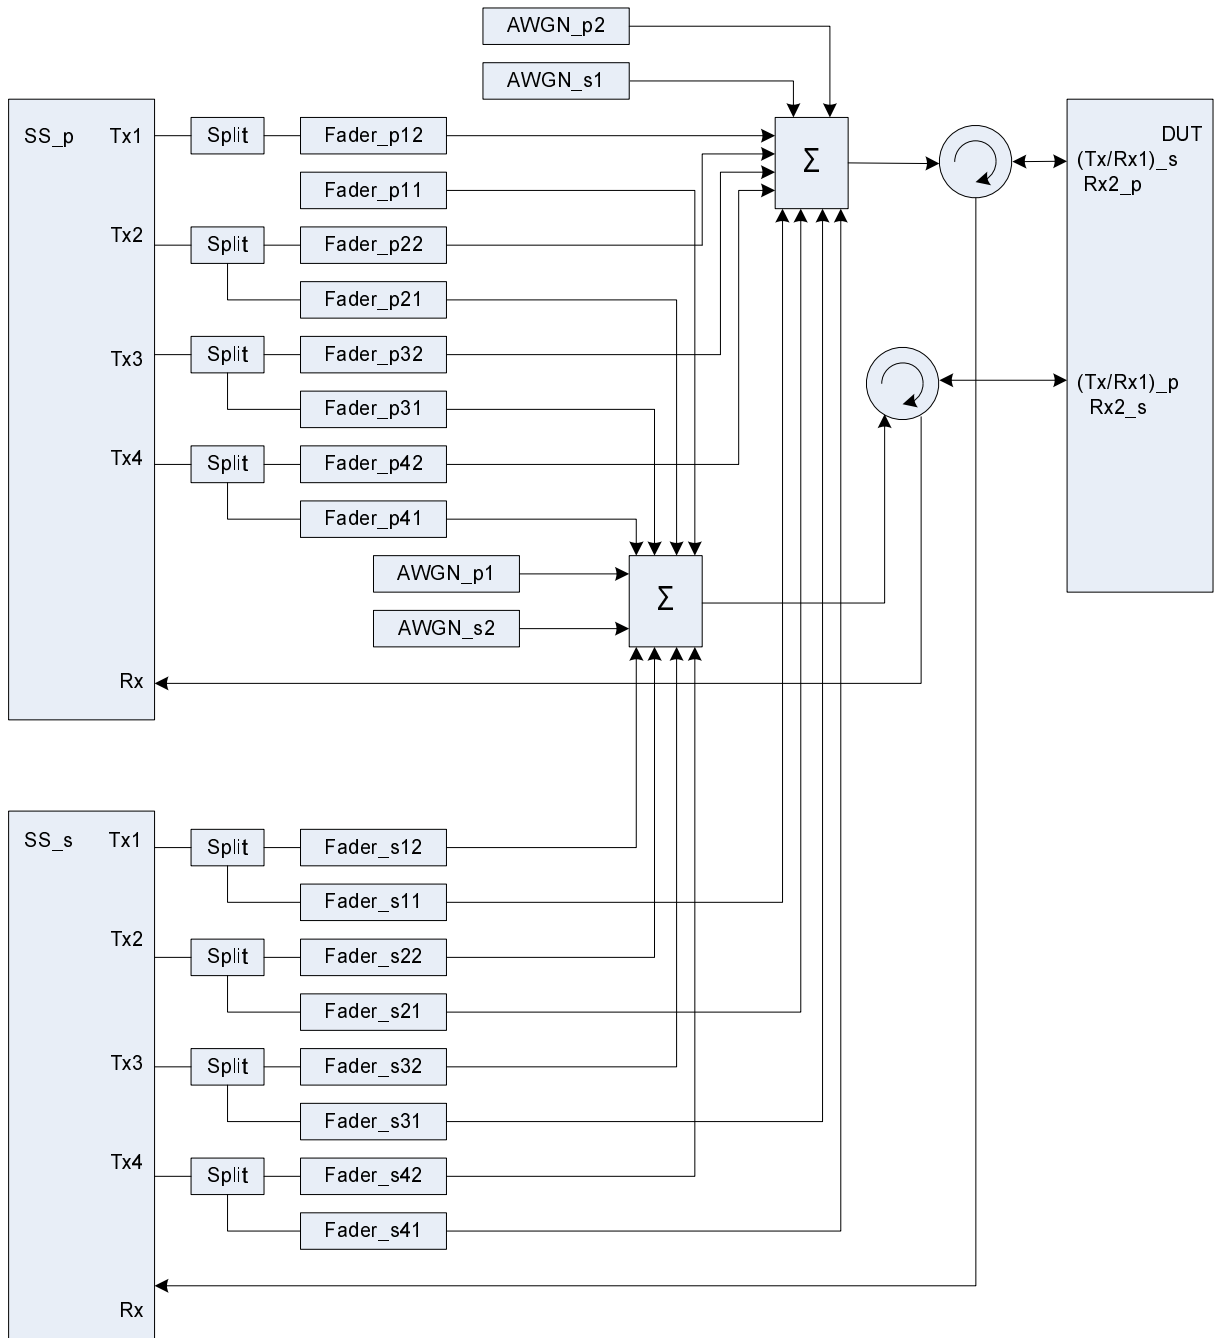 AWGN_p2
AWGN_s1
SS_p
Tx1
Split
Fader_p12
Fader_p11
Tx2
Split
Fader_p22
Fader_p21
Tx3
Split
Fader_p32
Fader_p31
Tx4
Split
Fader_p42
Fader_p41
Σ
DUT
(Tx/Rx1)_s
Rx2_p
(Tx/Rx1)_p
Rx2_s
AWGN_p1
AWGN_s2
Σ
Rx
SS_s
Tx1
Split
Fader_s12
Fader_s11
Tx2
Split
Fader_s22
Fader_s21
Tx3
Split
Fader_s32
Fader_s31
Tx4
Split
Fader_s42
Fader_s41
Rx